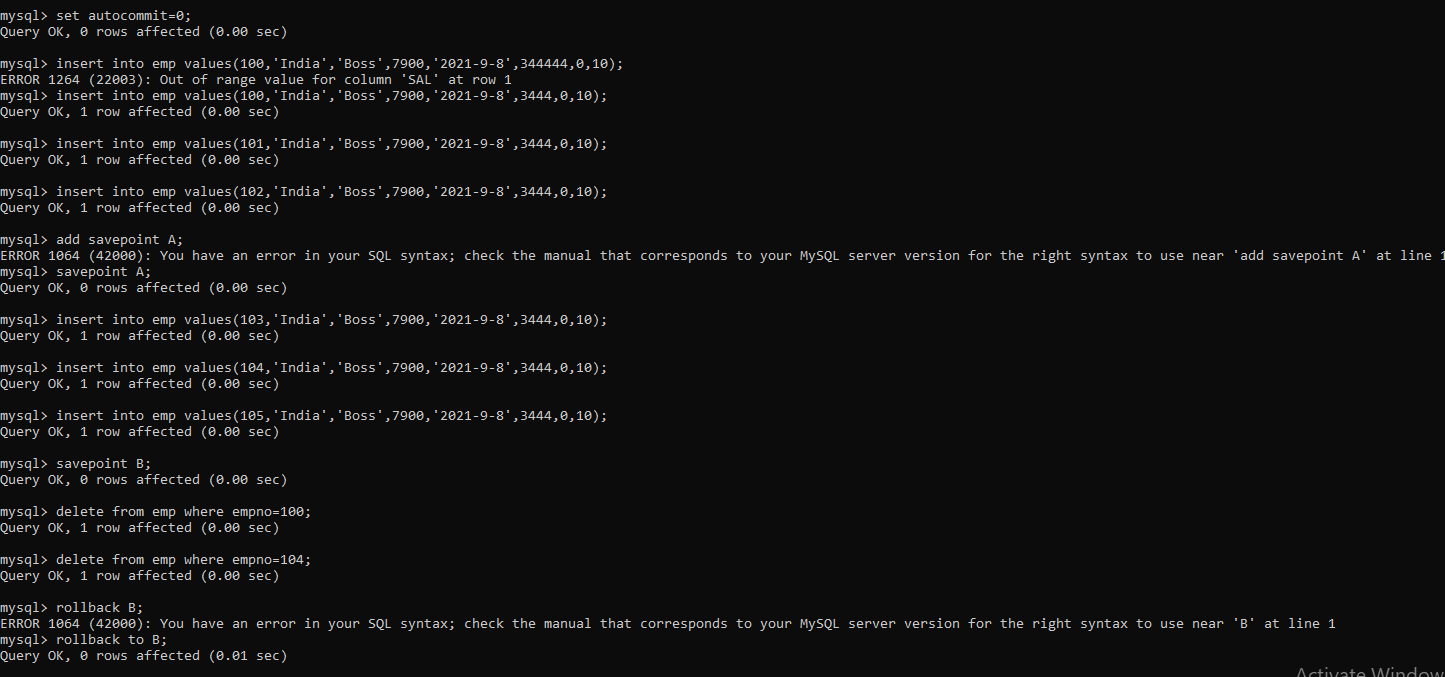 mysql> set autocommit=0;
Query OK, 0 rows affected (0.00 sec)
mysql> insert into emp values(100,'India','Boss',7900,'2021-9-8',344444,0,10);
ERROR 1264 (22003): Out of range value for column 'SAL' at row 1
mysql> insert into emp values(100,'India','Boss',7900,'2021-9-8',3444,0,10);
Query OK, 1 row affected (0.00 sec)
mysql> insert into emp values(101,'India','Boss',7900,'2021-9-8',3444,0,10);
Query OK, 1 row affected (0.00 sec)
mysql> insert into emp values(102,'India','Boss',7900,'2021-9-8',3444,0,10);
Query OK, 1 row affected (0.00 sec)
mysql> add savepoint A;
ERROR 1064 (42000): You have an error in your SQL syntax; check the manual that corresponds to your MySQL server version for the right syntax to use near 'add savepoint A' at line 1
mysql> savepoint A;
Query OK, 0 rows affected (0.00 sec)
mysql> insert into emp values(103,'India','Boss',7900,'2021-9-8',3444,0,10);
Query OK, 1 row affected (0.00 sec)
mysql> insert into emp values(104,'India','Boss',7900,'2021-9-8',3444,0,10);
Query OK, 1 row affected (0.00 sec)
mysql> insert into emp values(105,'India','Boss',7900,'2021-9-8',3444,0,10);
Query OK, 1 row affected (0.00 sec)
mysql> savepoint B;
Query OK, 0 rows affected (0.00 sec)
mysql> delete from emp where empno=100;
Query OK, 1 row affected (0.00 sec)
mysql> delete from emp where empno=104;
Query OK, 1 row affected (0.00 sec)
mysql> rollback B;
ERROR 1064 (42000): You have an error in your SQL syntax; check the manual that corresponds to your MySQL server version for the right syntax to use near 'B' at line 1
mysql> rollback to B;
Query OK, 0 rows affected (0.01 sec)
Activate Window